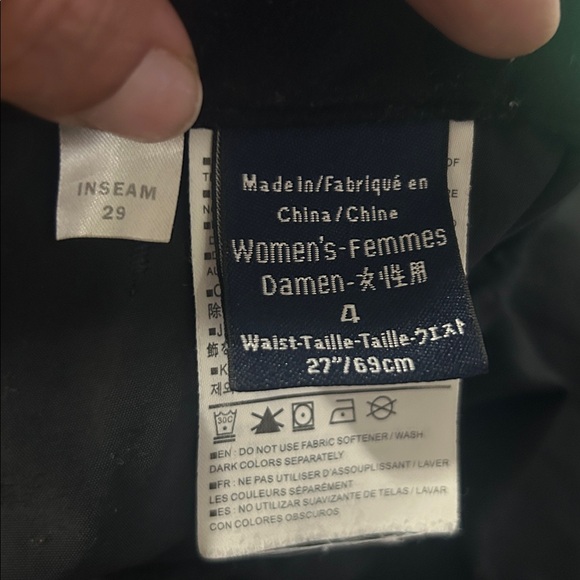 INSEAM
29
Made in/Fabriqué en
China/Chine
Women's-Femmes
Damen-女性用
4
Waist-Taille-Taille-ウエスト
27"/69cm
30C
■EN: DO NOT USE FABRIC SOFTENER/WASH
DARK COLORS SEPARATELY
■FR: NE PAS UTILISER D'ASSOUPLISSANT/LAVER
LES COULEURS SÉPARÉMENT
■ES: NO UTILIZAR SUAVIZANTE DE TELAS/LAVAR
CON COLORES OBSCUROS